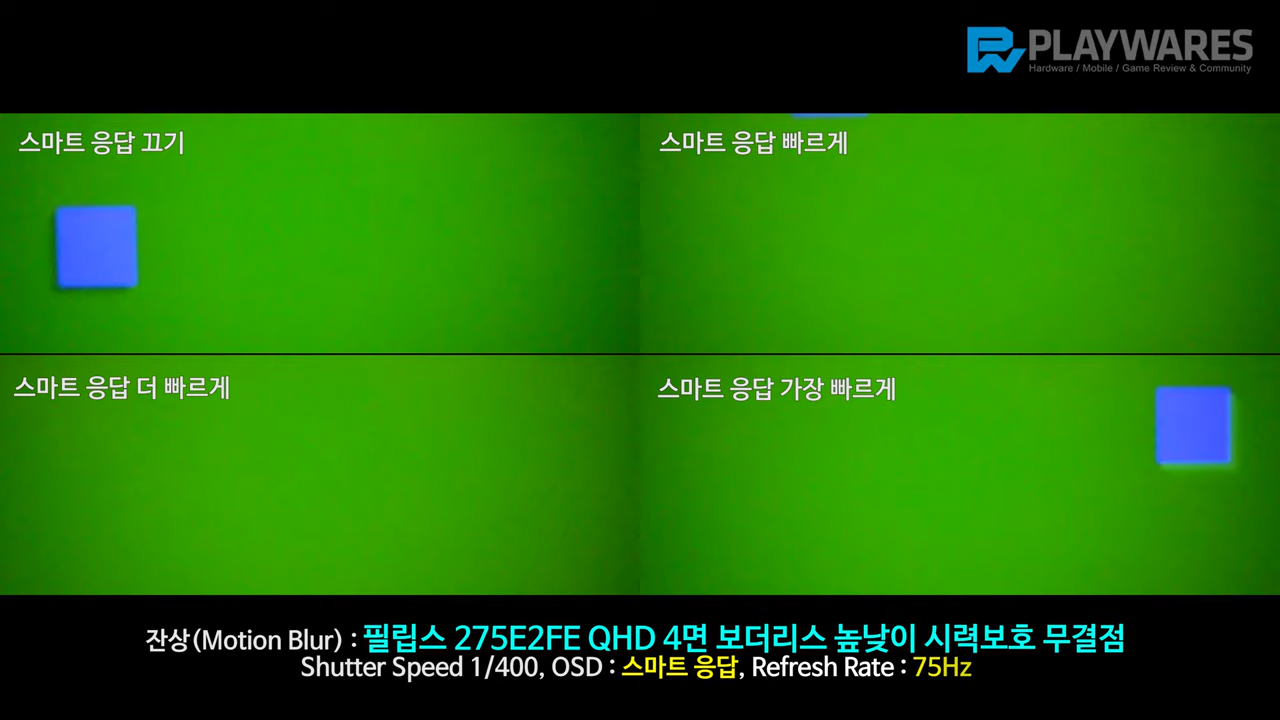 PLAYWARES
Hardware / Mobile / Game Review & Community
스마트 응답 끄기
스마트 응답 빠르게
스마트 응답 더 빠르게
스마트 응답 가장 빠르게
잔상(Motion Blur) : 필립스 275E2FE QHD 4면 보더리스 높낮이 시력보호 무결점
Shutter Speed 1/400, OSD : 스마트 응답, Refresh Rate : 75Hz